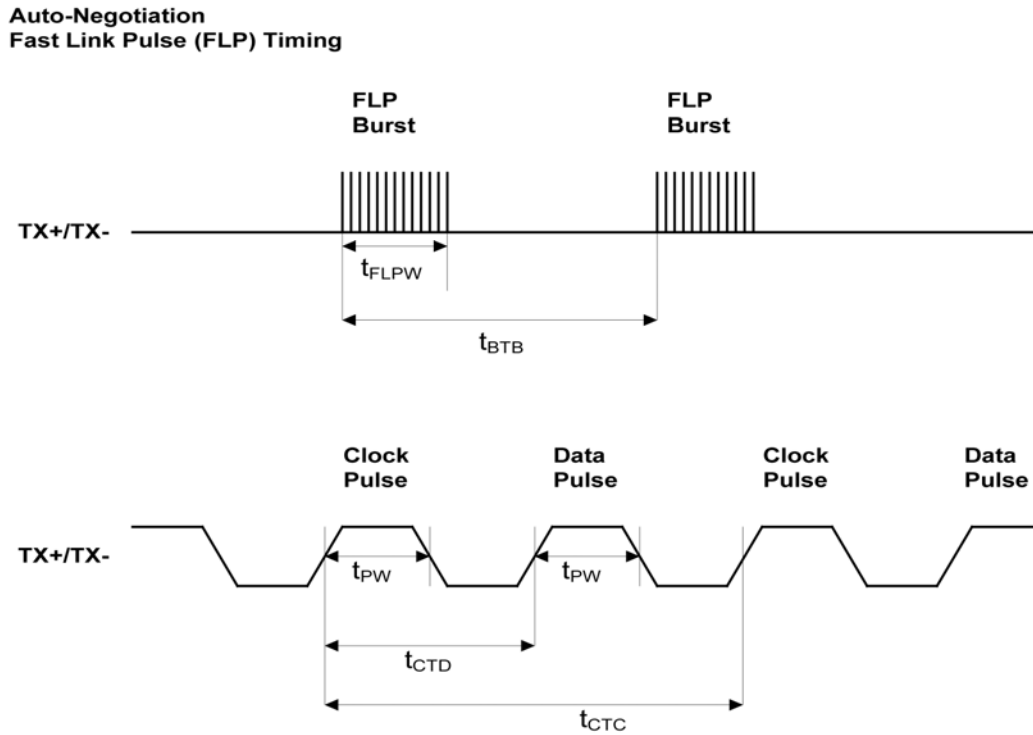 Auto-Negotiation
Fast Link Pulse (FLP) Timing
FLP
Burst
FLP
Burst
TX+/TX-
tFLPW
tBTB
Clock
Pulse
Data
Pulse
Clock
Pulse
Data
Pulse
TX+/TX-
tPW
tPW
tCTD
tCTC